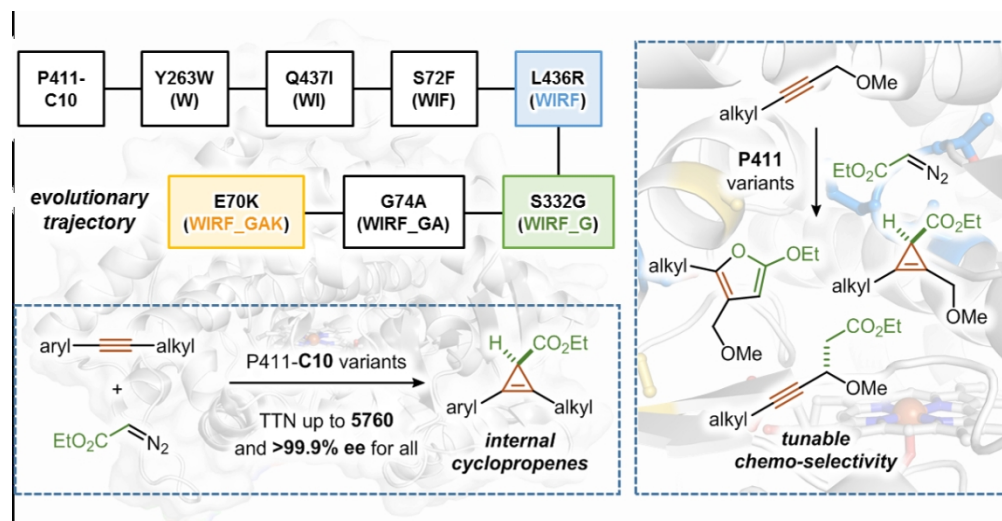 P411-
C10
Y263W
(W)
Q437I
(WI)
S72F
(WIF)
L436R
(WIRF)
evolutionary
trajectory
E70K
(WIRF_GAK)
G74A
(WIRF_GA)
S332G
(WIRF_G)
aryl
alkyl
+
EtO₂C
N₂
P411-C10 variants
TTN up to 5760
and >99.9% ee for all
H
CO₂Et
aryl
alkyl
internal
cyclopropenes
OMe
alkyl
P411
variants
EtO₂C
N₂
alkyl
O
OEt
OMe
H
CO₂Et
alkyl
OMe
CO₂Et
OMe
alkyl
tunable
chemo-selectivity